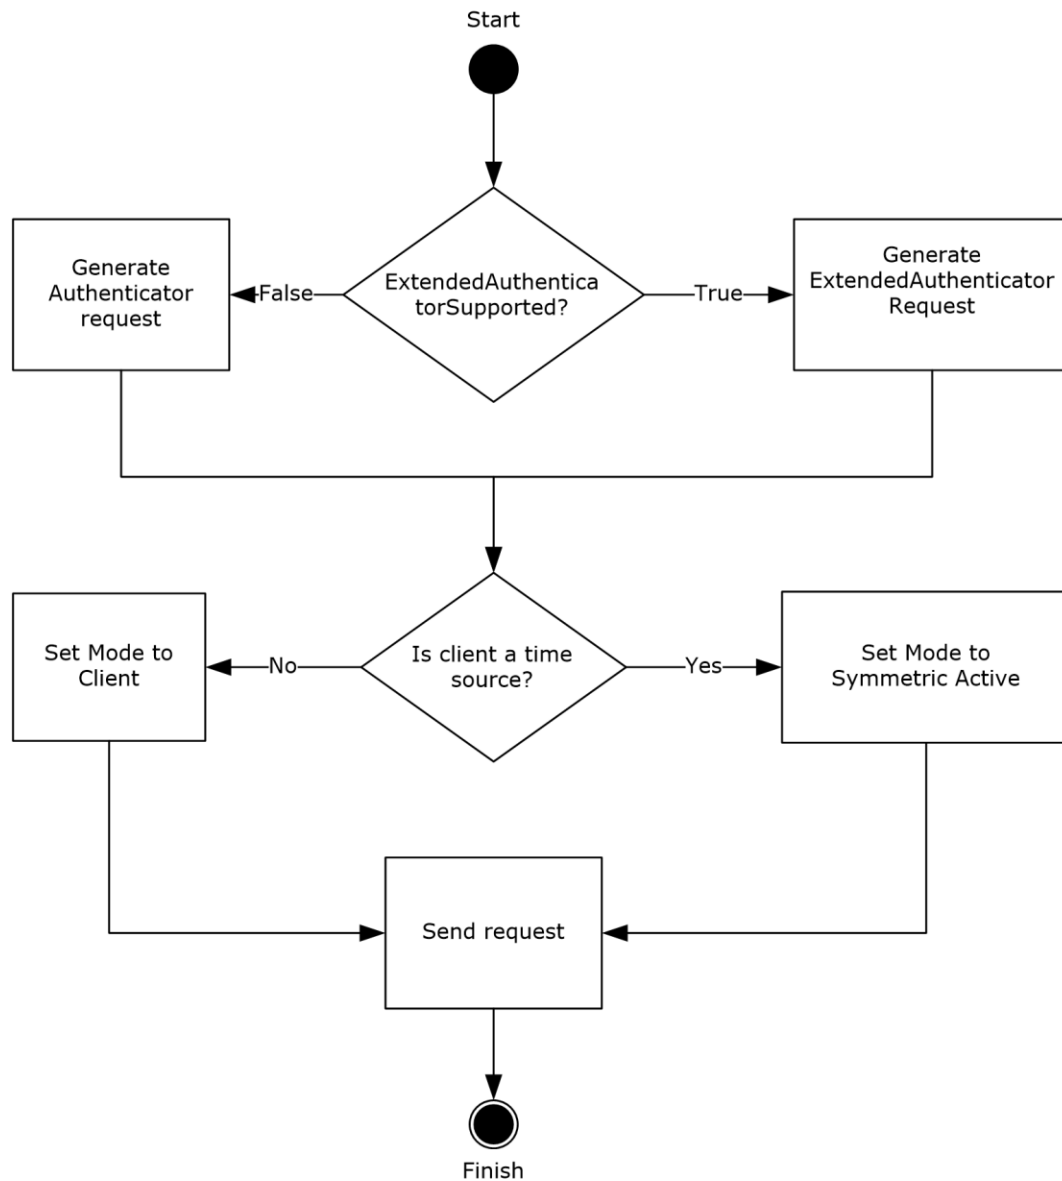 Start
Generate
Authenticator
request
False
ExtendedAuthentica
torSupported?
True
Generate
ExtendedAuthenticator
Request
Set Mode to
Client
No
Is client a time
source?
Yes
Set Mode to
Symmetric Active
Send request
Finish